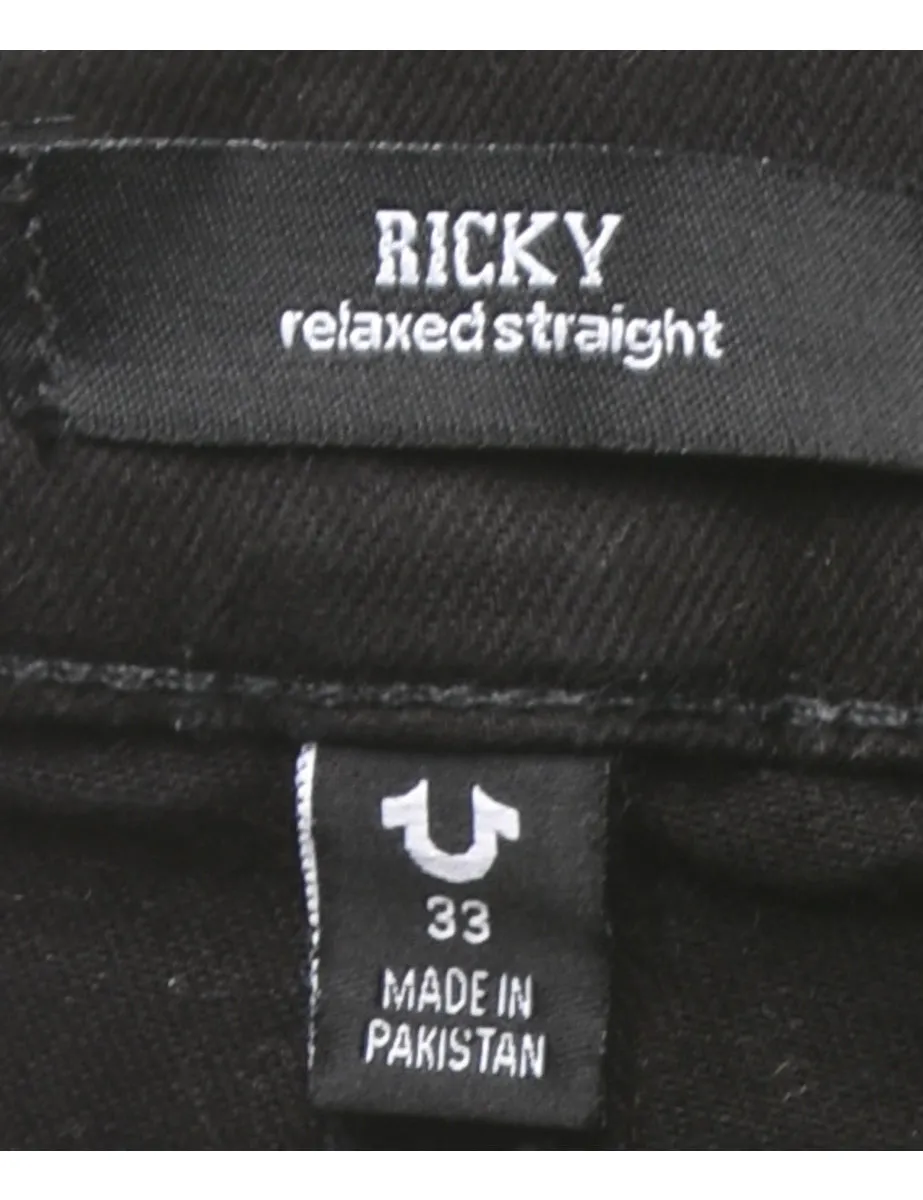 RICKY
relaxed straight
33
MADE IN
PAKISTAN